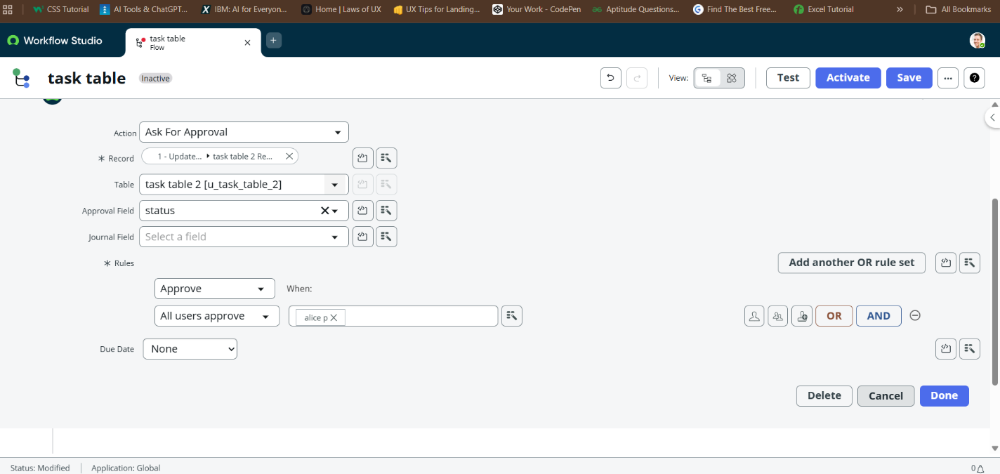 CSS Tutorial AI Tools & ChatGPT... IBM: AI for Everyon... Home | Laws of UX UX Tips for Landing... Your Work - CodePen Aptitude Questions... Find The Best Free... Excel Tutorial » All Bookmarks
Workflow Studio
task table
Flow
task table Inactive View: Test Activate Save ... ?
Action Ask For Approval
* Record 1 - Update... task table 2 Re...
Table task table 2 [u_task_table_2]
Approval Field status
Journal Field Select a field
* Rules Add another OR rule set
Approve When:
All users approve alice p OR AND
Due Date None
Delete Cancel Done
Status: Modified Application: Global 0